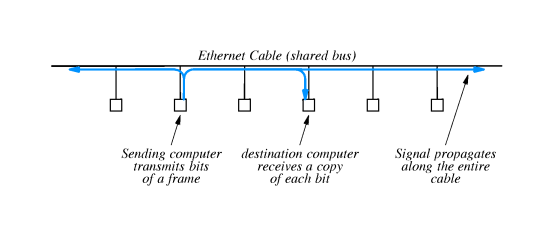 Ethernet Cable (shared bus)
Sending computer
transmits bits
of a frame
destination computer
receives a copy
of each bit
Signal propagates
along the entire
cable